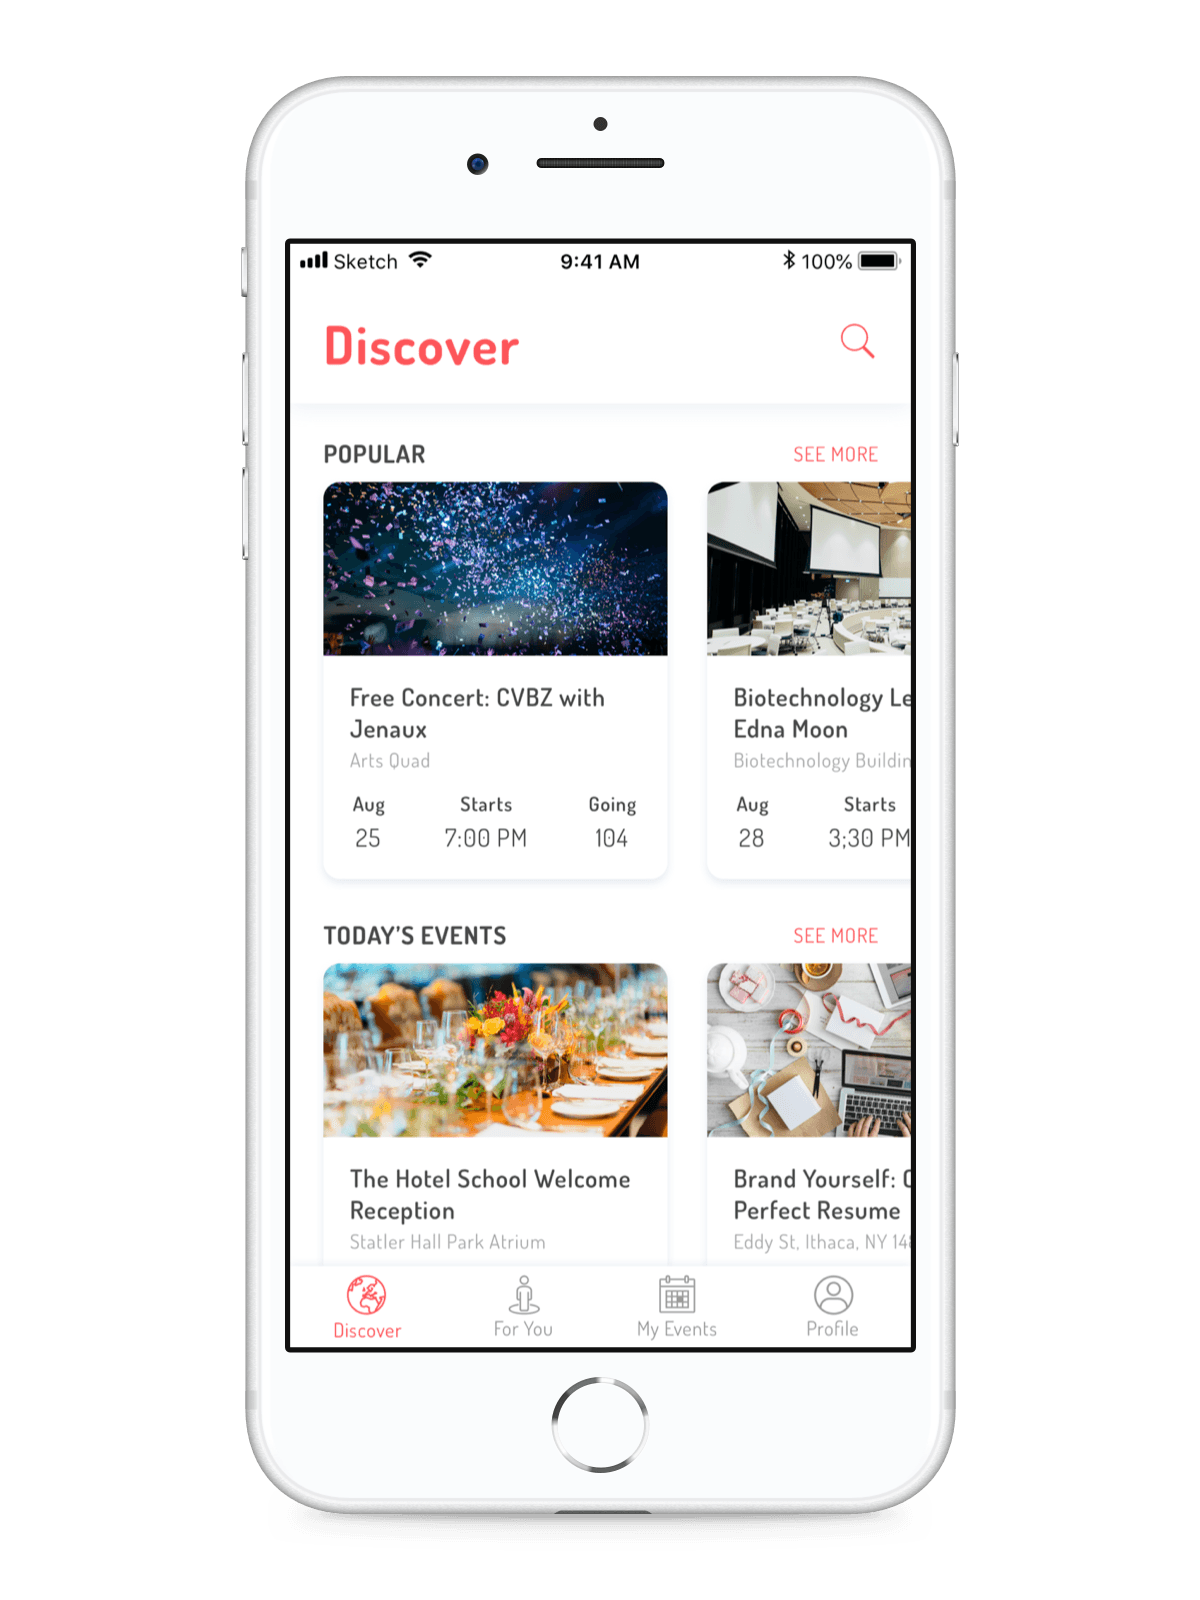 Sketch 9:41 AM 100%
Discover
POPULAR SEE MORE
Free Concert: CVBZ with
Jenaux
Arts Quad
Aug Starts Going
25 7:00 PM 104
Biotechnology Le
Edna Moon
Biotechnology Buildin
Aug Starts
28 3;30 PM
TODAY'S EVENTS SEE MORE
The Hotel School Welcome
Reception
Statler Hall Park Atrium
Brand Yourself:
Perfect Resume
Eddy St, Ithaca, NY 148
Discover For You My Events Profile